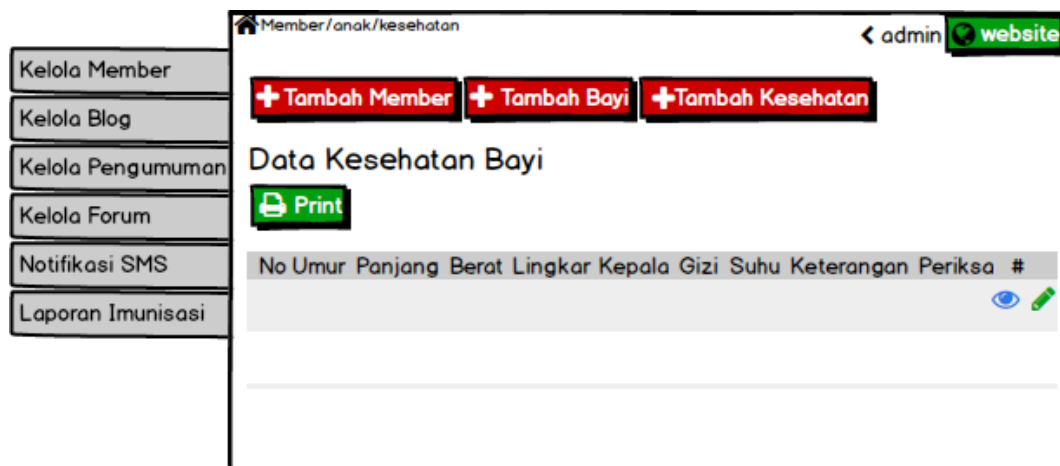 Member/anak/kesehatan
admin
website
Kelola Member
Kelola Blog
Kelola Pengumuman
Kelola Forum
Notifikasi SMS
Laporan Imunisasi
Tambah Member
Tambah Bayi
Tambah Kesehatan
Data Kesehatan Bayi
Print
No Umur Panjang Berat Lingkar Kepala Gizi Suhu Keterangan Periksa #